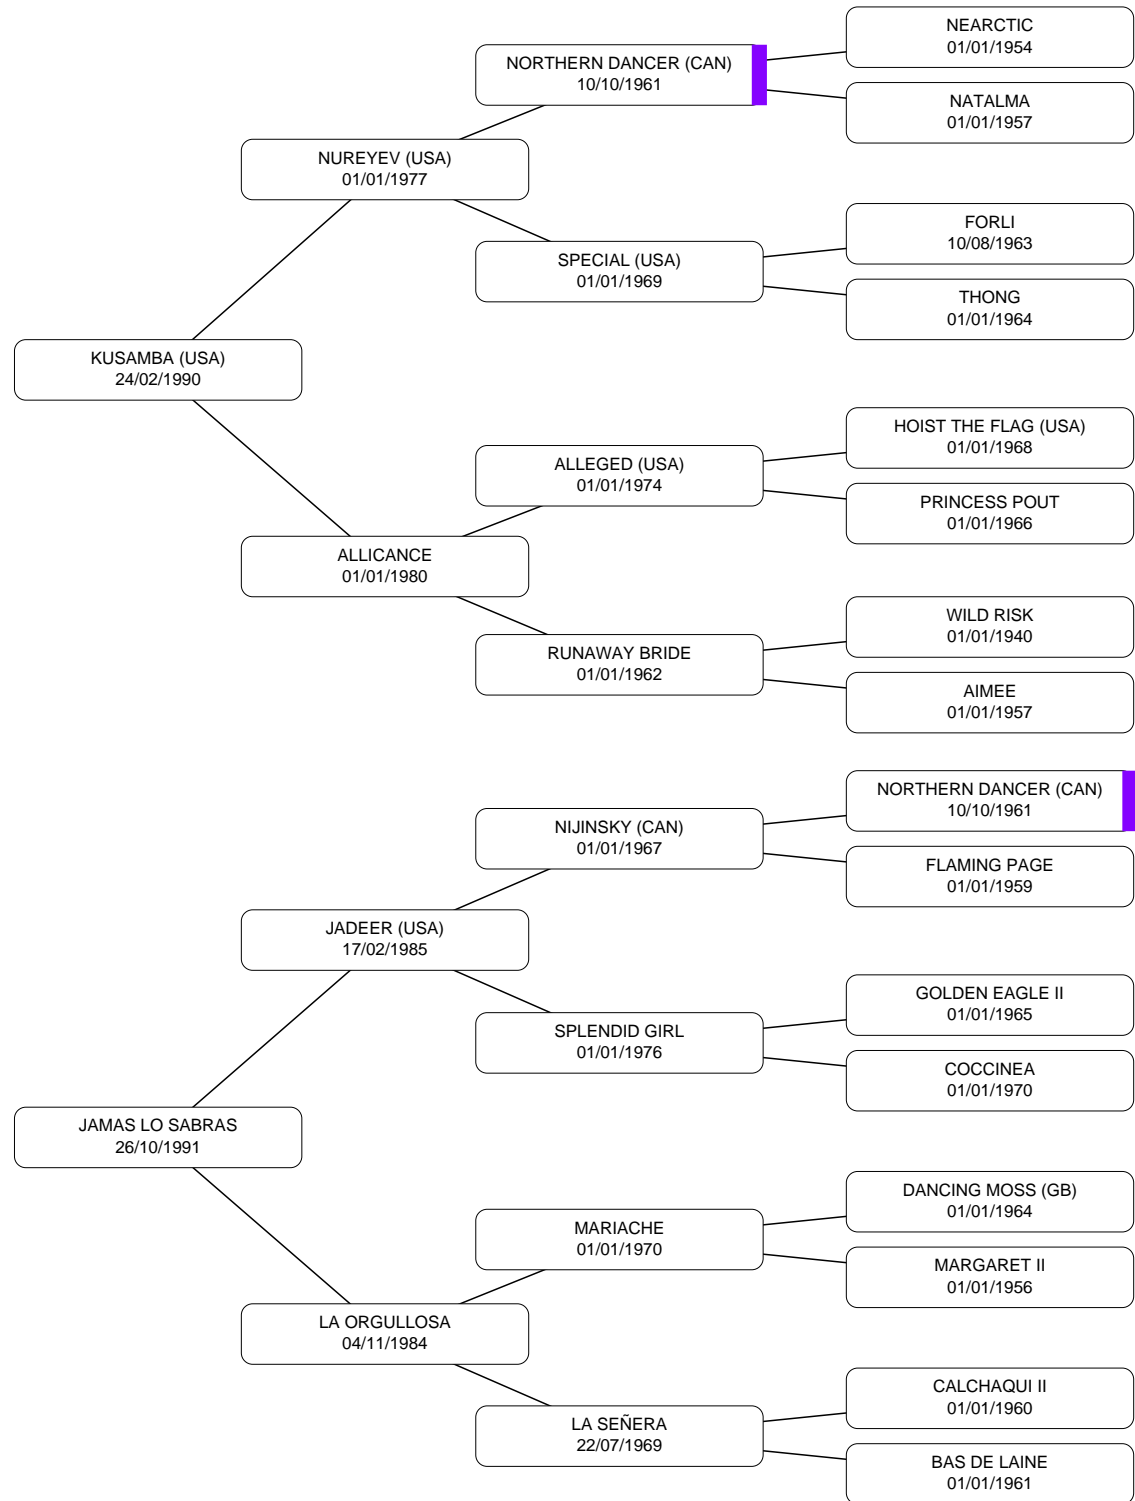 NEARCTIC
01/01/1954
NORTHERN DANCER (CAN)
10/10/1961
NATALMA
01/01/1957
NUREYEV (USA)
01/01/1977
FORLI
10/08/1963
SPECIAL (USA)
01/01/1969
THONG
01/01/1964
KUSAMBA (USA)
24/02/1990
HOIST THE FLAG (USA)
01/01/1968
ALLEGED (USA)
01/01/1974
PRINCESS POUT
01/01/1966
ALLICANCE
01/01/1980
WILD RISK
01/01/1940
RUNAWAY BRIDE
01/01/1962
AIMEE
01/01/1957
NORTHERN DANCER (CAN)
10/10/1961
NIJINSKY (CAN)
01/01/1967
FLAMING PAGE
01/01/1959
JADEER (USA)
17/02/1985
GOLDEN EAGLE II
01/01/1965
SPLENDID GIRL
01/01/1976
COCCINEA
01/01/1970
JAMAS LO SABRAS
26/10/1991
DANCING MOSS (GB)
01/01/1964
MARIACHE
01/01/1970
MARGARET II
01/01/1956
LA ORGULLOSA
04/11/1984
CALCHAQUI II
01/01/1960
LA SEÑERA
22/07/1969
BAS DE LAINE
01/01/1961